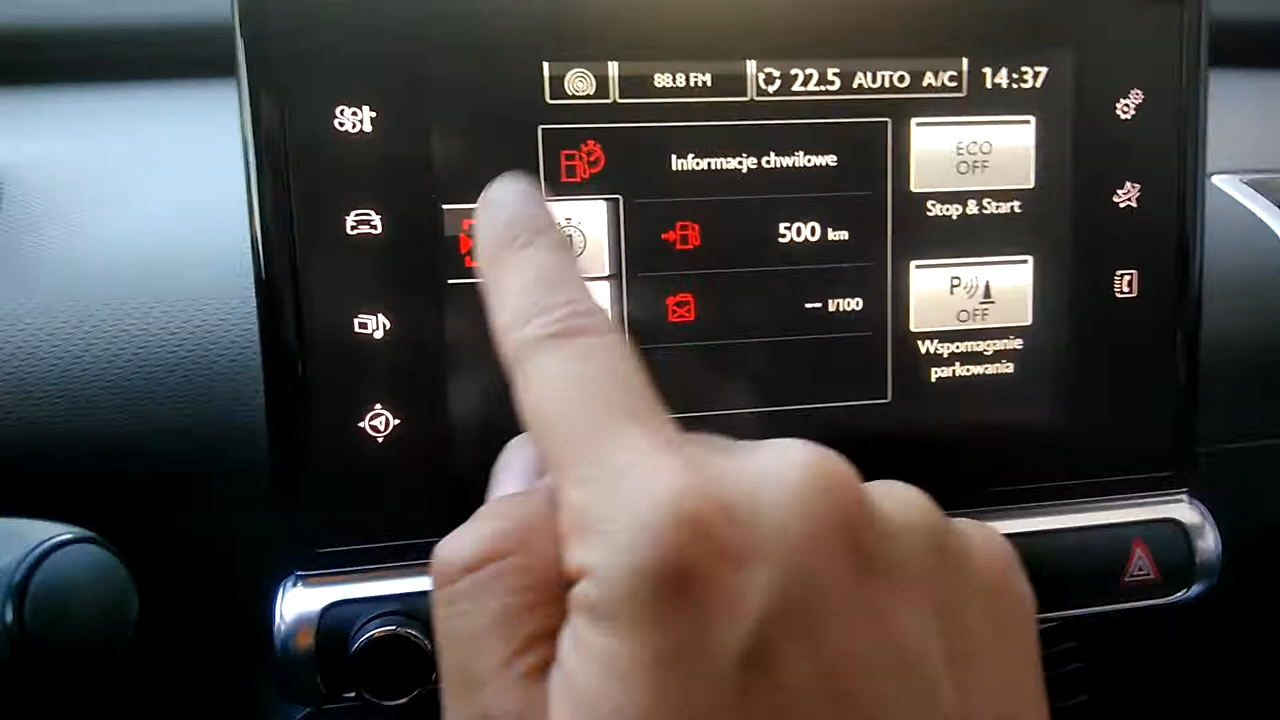 88.8 FM
22.5 AUTO A/C
14:37
Informacje chwilowe
500 km
-- l/100
ECO
OFF
Stop & Start
P
OFF
Wspomaganie
parkowania